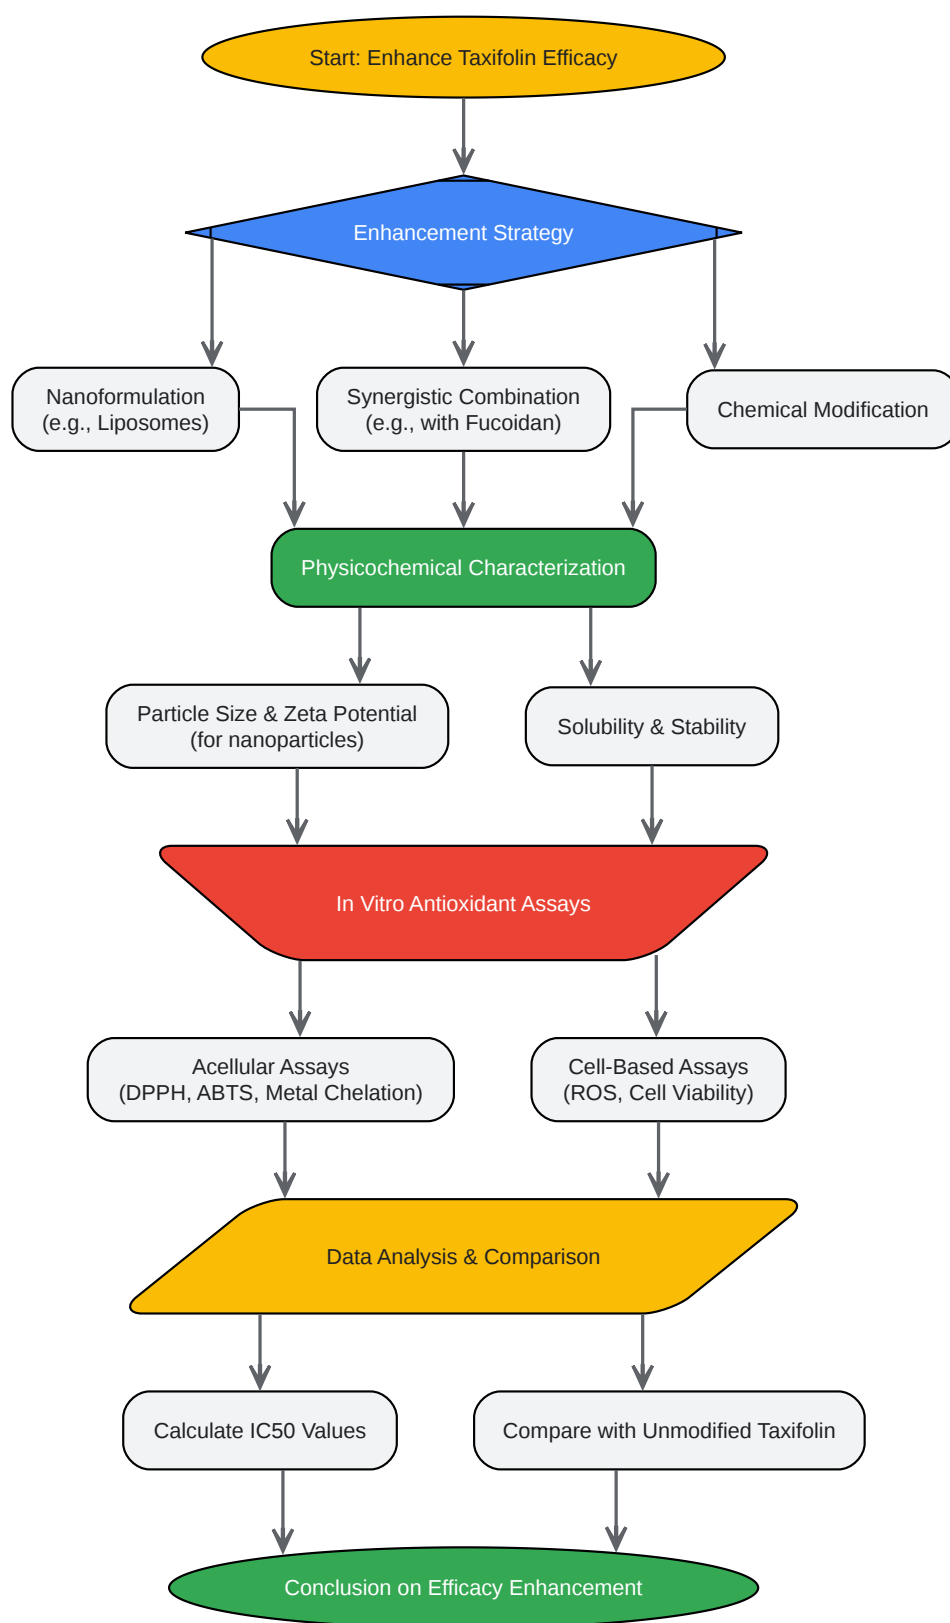 Start: Enhance Taxifolin Efficacy
Enhancement Strategy
Nanoformulation
(e.g., Liposomes)
Synergistic Combination
(e.g., with Fucoidan)
Chemical Modification
Physicochemical Characterization
Particle Size & Zeta Potential
(for nanoparticles)
Solubility & Stability
In Vitro Antioxidant Assays
Acellular Assays
(DPPH, ABTS, Metal Chelation)
Cell-Based Assays
(ROS, Cell Viability)
Data Analysis & Comparison
Calculate IC50 Values
Compare with Unmodified Taxifolin
Conclusion on Efficacy Enhancement